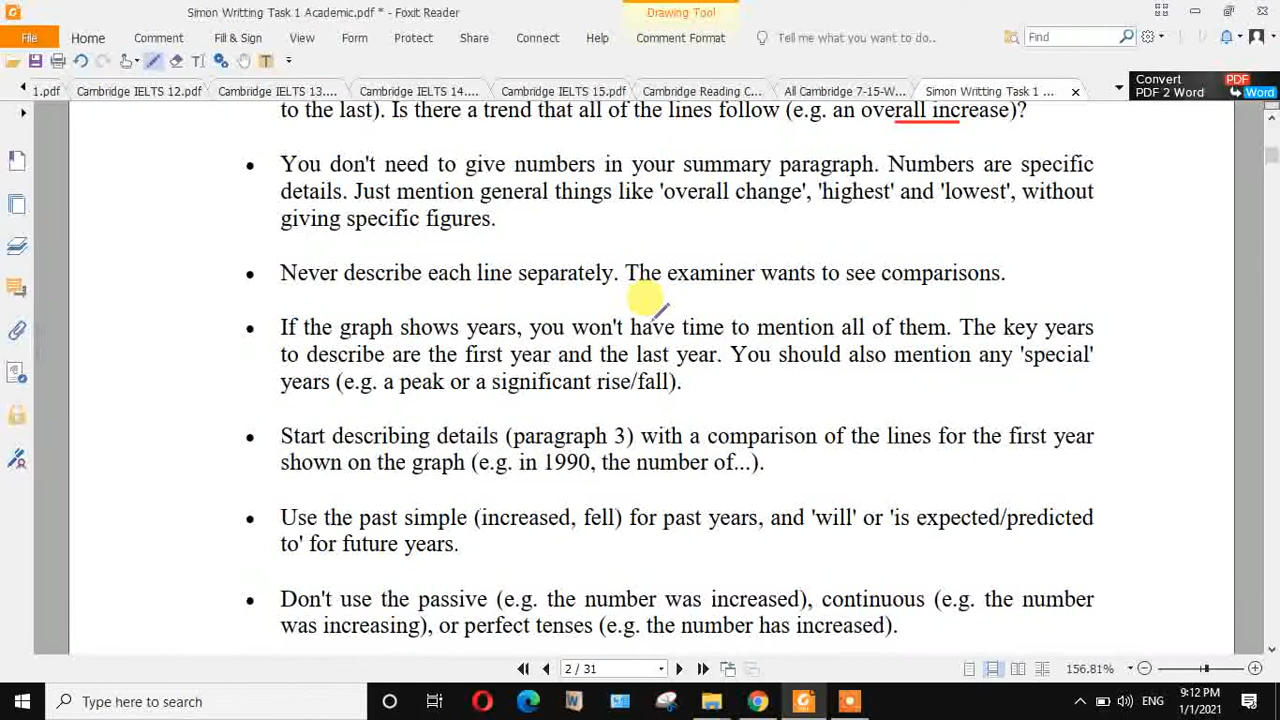 Simon Writting Task 1 Academic.pdf * - Foxit Reader
Drawing Tool
File Home Comment Fill & Sign View Form Protect Share Connect Help Comment Format Tell me what you want to do.. Find
1.pdf Cambridge IELTS 12.pdf Cambridge IELTS 13.... Cambridge IELTS 14.... Cambridge IELTS 15.pdf Cambridge Reading C... All Cambridge 7-15-W... Simon Writting Task 1 ...
Convert PDF
PDF 2 Word Word
to the last). Is there a trend that all of the lines follow (e.g. an overall increase)?
• You don't need to give numbers in your summary paragraph. Numbers are specific
details. Just mention general things like 'overall change', 'highest' and 'lowest', without
giving specific figures.
• Never describe each line separately. The examiner wants to see comparisons.
• If the graph shows years, you won't have time to mention all of them. The key years
to describe are the first year and the last year. You should also mention any 'special'
years (e.g. a peak or a significant rise/fall).
• Start describing details (paragraph 3) with a comparison of the lines for the first year
shown on the graph (e.g. in 1990, the number of...).
• Use the past simple (increased, fell) for past years, and 'will' or 'is expected/predicted
to' for future years.
• Don't use the passive (e.g. the number was increased), continuous (e.g. the number
was increasing), or perfect tenses (e.g. the number has increased).
2 / 31 156.81%
Type here to search
ENG
9:12 PM
1/1/2021